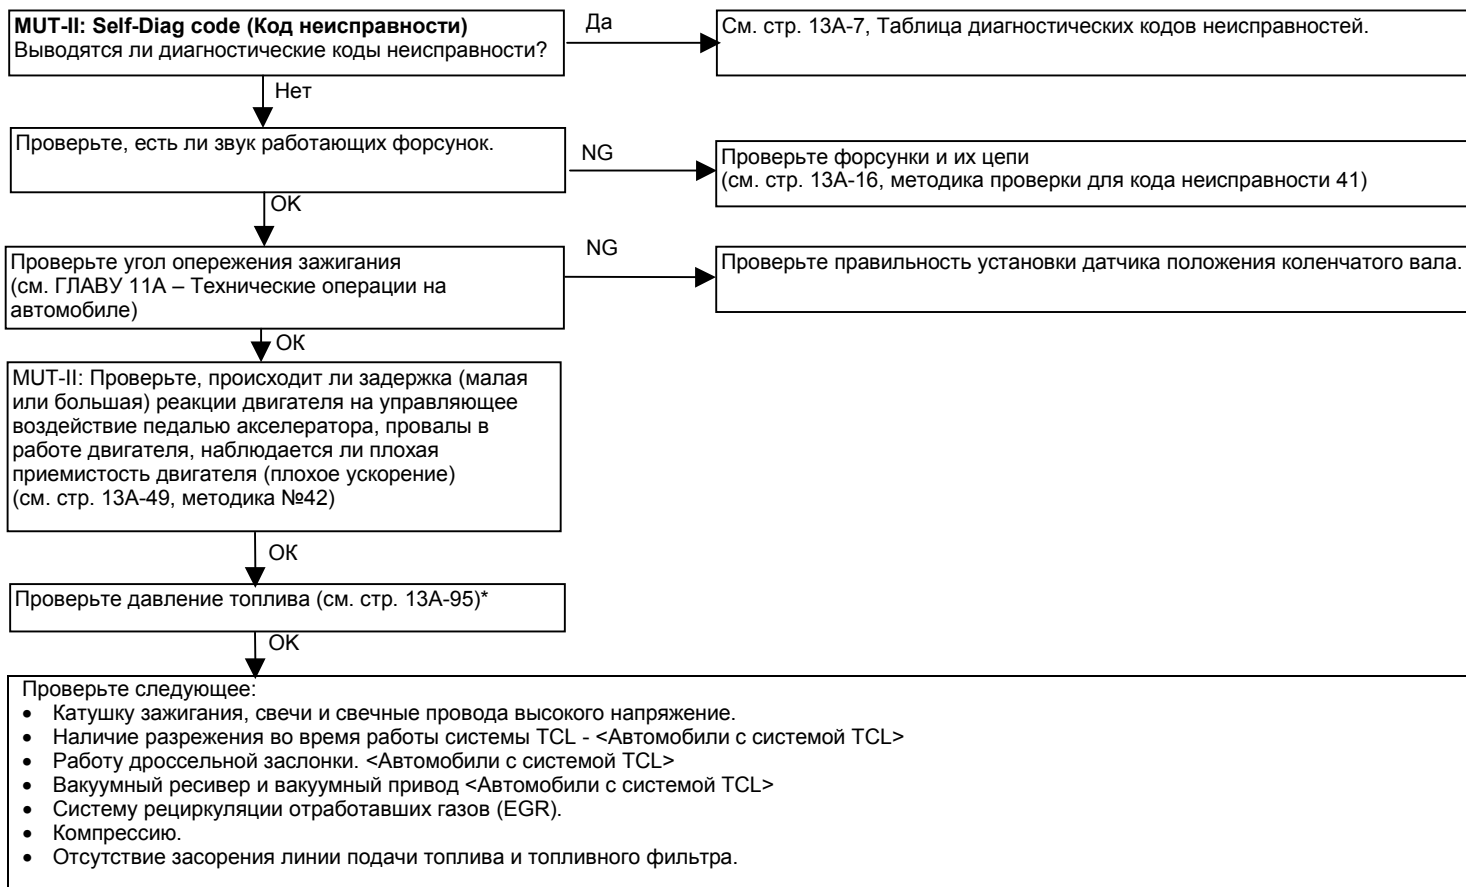 MUT-II: Self-Diag code (Код неисправности)
Выводятся ли диагностические коды неисправности?
Да
См. стр. 13А-7, Таблица диагностических кодов неисправностей.
Нет
Проверьте, есть ли звук работающих форсунок.
NG
Проверьте форсунки и их цепи
(см. стр. 13А-16, методика проверки для кода неисправности 41)
OK
Проверьте угол опережения зажигания
(см. ГЛАВУ 11А – Технические операции на
автомобиле)
NG
Проверьте правильность установки датчика положения коленчатого вала.
OK
MUT-II: Проверьте, происходит ли задержка (малая
или большая) реакции двигателя на управляющее
воздействие педалью акселератора, провалы в
работе двигателя, наблюдается ли плохая
приемистость двигателя (плохое ускорение)
(см. стр. 13А-49, методика №42)
OK
Проверьте давление топлива (см. стр. 13А-95)*
OK
Проверьте следующее:
• Катушку зажигания, свечи и свечные провода высокого напряжение.
• Наличие разрежения во время работы системы TCL - <Автомобили с системой TCL>
• Работу дроссельной заслонки. <Автомобили с системой TCL>
• Вакуумный ресивер и вакуумный привод <Автомобили с системой TCL>
• Систему рециркуляции отработавших газов (EGR).
• Компрессию.
• Отсутствие засорения линии подачи топлива и топливного фильтра.